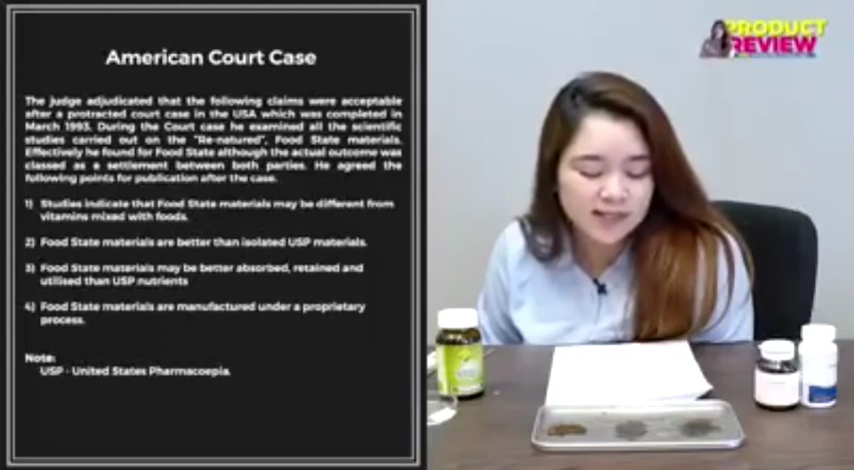 American Court Case
The judge adjudicated that the following claims were acceptable
after a protracted court case in the USA which was completed in
March 1993. During the Court case he examined all the scientific
studies carried out on the "Re-natured", Food State materials.
Effectively he found for Food State although the actual outcome was
classed as a settlement between both parties. He agreed the
following points for publication after the case.
1) Studies indicate that Food State materials may be different from
vitamins mixed with foods.
2) Food State materials are better than isolated USP materials.
3) Food State materials may be better absorbed, retained and
utilised than USP nutrients
4) Food State materials are manufactured under a proprietary
process.
Note:
USP - United States Pharmacoepia.
PRODUCT
REVIEW